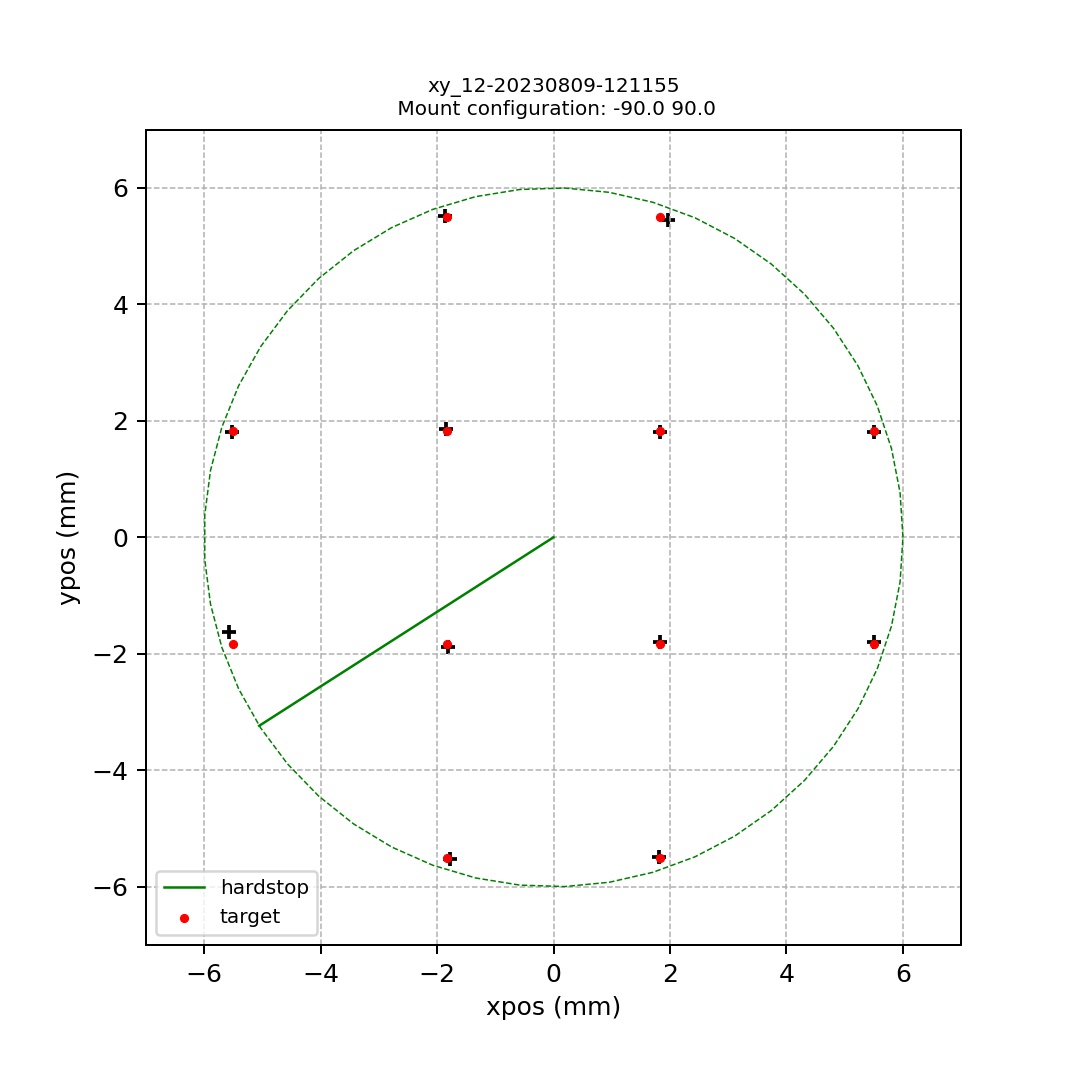 xy_12-20230809-121155
Mount configuration: -90.0 90.0
6
4
2
0
−2
−4
−6
ypos (mm)
hardstop
target
−6 −4 −2 0 2 4 6
xpos (mm)